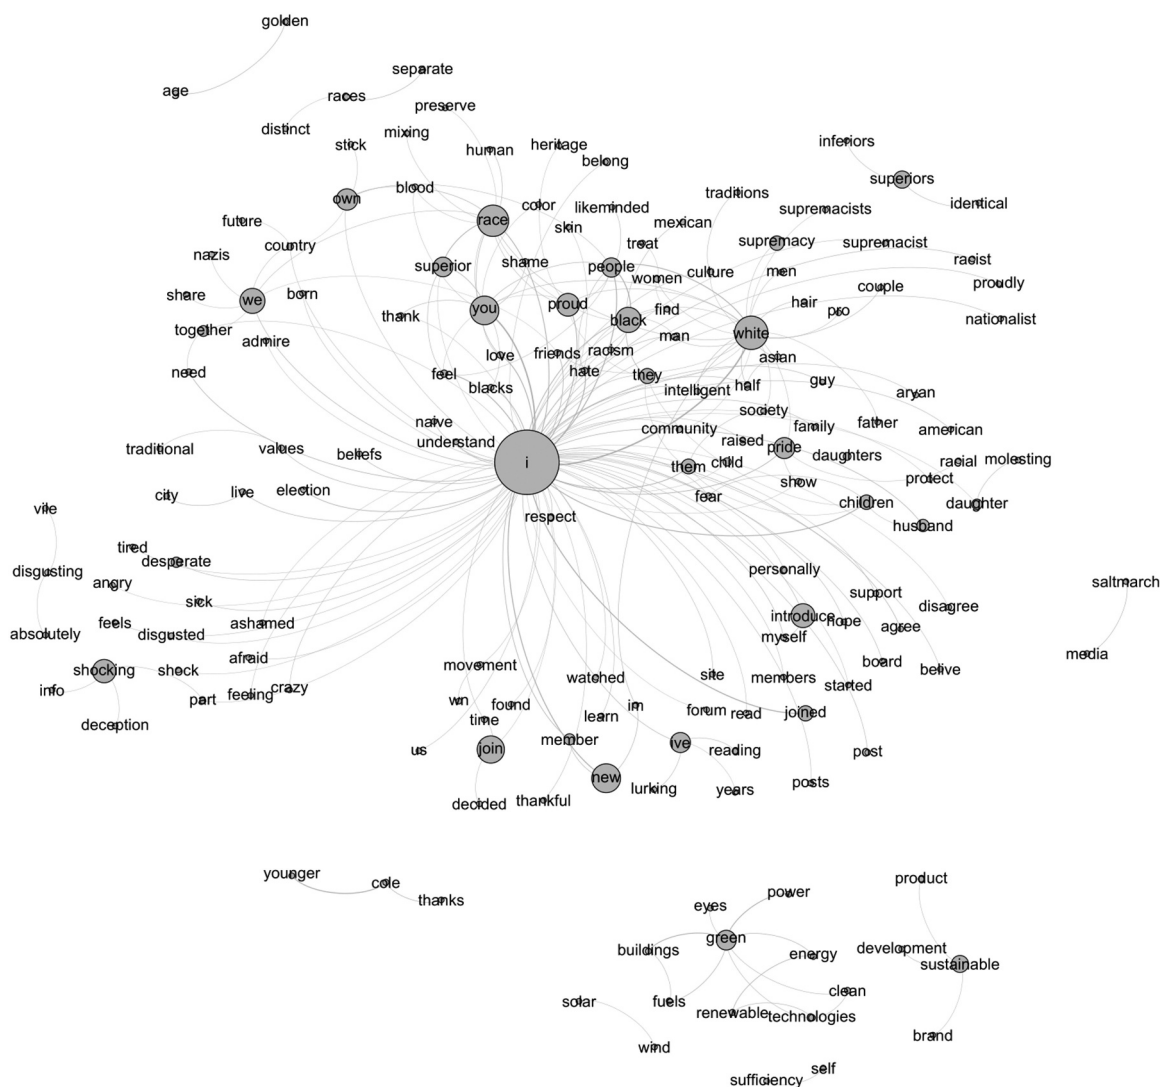 golden
age
separate
races
distinct
preserve
mixing
stick
human
heritage
belong
inferiors
superiors
identical
own
blood
race
color
skin
likeminded
mexican
traditions
supremacists
supremacy
supremacist
future
country
nazis
superior
shame
people
treat
women
culture
men
racist
share
we
born
you
proud
black
find
white
hair
pro
couple
proudly
nationalist
together
admire
thank
love
friends
racism
man
asian
need
feel
blacks
hate
they
intelligent
half
guy
aryan
society
naive
understand
community
raised
family
father
american
traditional
values
beliefs
i
them
child
pride
daughters
racial
molesting
city
live
election
fear
show
protect
children
daughter
husband
vile
respect
tired
desperate
disgusting
angry
sick
personally
support
disagree
saltmarch
absolutely
feels
disgusted
ashamed
introduce
hope
agree
myself
media
shocking
shock
afraid
info
part
feeling
crazy
deception
movement
watched
site
members
board
belive
started
wn
found
time
learn
im
forum
read
joined
us
join
member
ive
reading
post
new
decided
thankful
lurking
years
posts
younger
cole
thanks
product
power
eyes
green
buildings
energy
development
sustainable
clean
solar
fuels
renewable
technologies
wind
brand
self
sufficiency